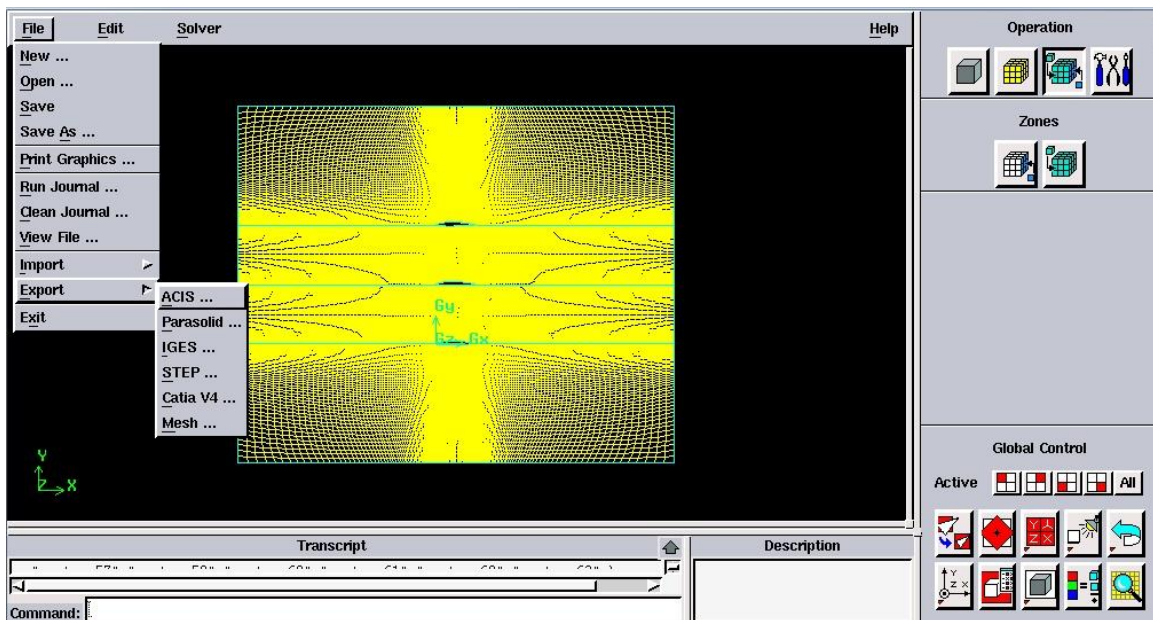 File Edit Solver Help
New ...
Open ...
Save
Save As ...
Print Graphics ...
Run Journal ...
Clean Journal ...
View File ...
Import
Export
Exit
ACIS ...
Parasolid ...
IGES ...
STEP ...
Catia V4 ...
Mesh ...
Gy
Gz Gx
Y
Z X
Operation
Zones
Global Control
Active All
Y
Z X
Y
Z X
Transcript
Description
Command: